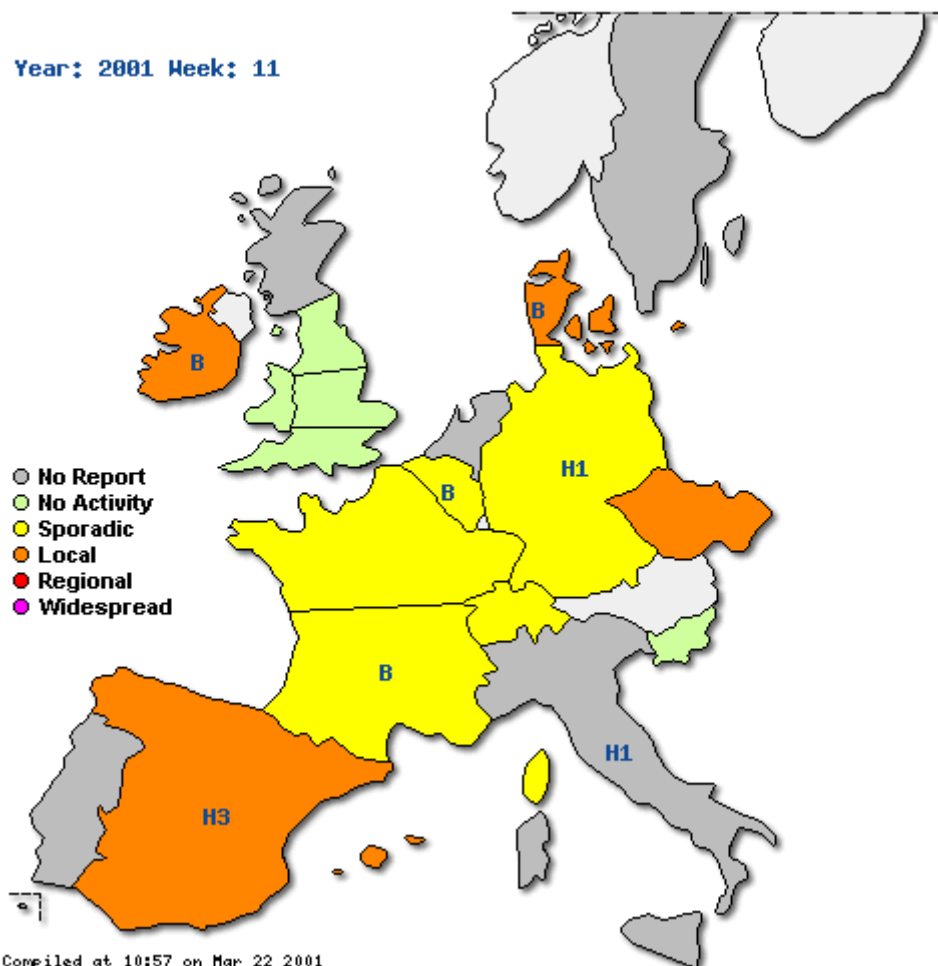 Year: 2001 Week: 11
B
B
H1
B
No Report
No Activity
Sporadic
Local
Regional
Widespread
B
H1
H3
Compiled at 10:57 on Mar 22 2001